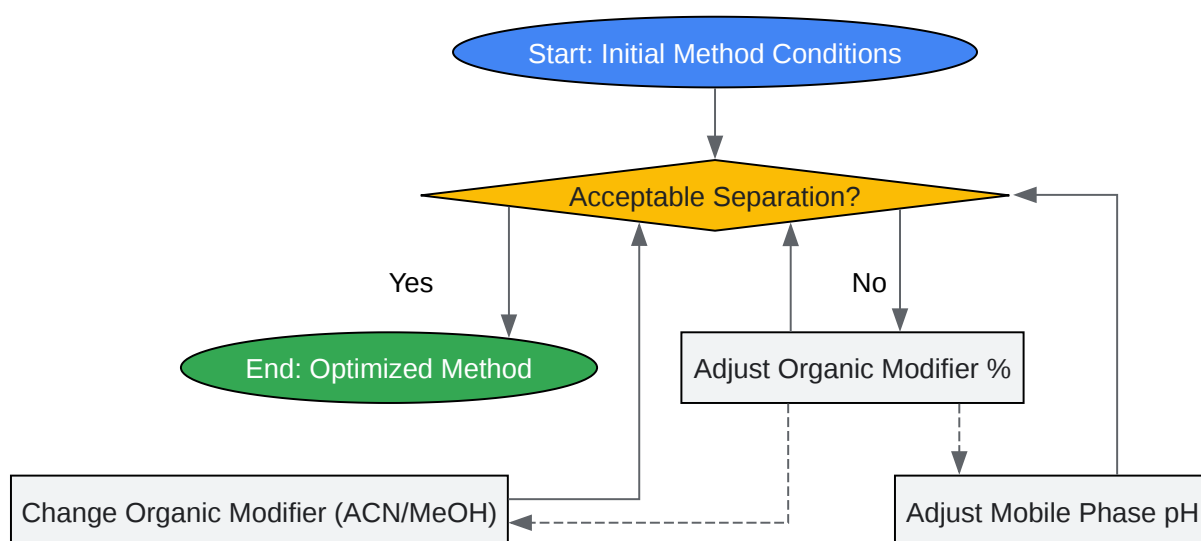 Start: Initial Method Conditions
Acceptable Separation?
Yes
No
End: Optimized Method
Adjust Organic Modifier %
Change Organic Modifier (ACN/MeOH)
Adjust Mobile Phase pH